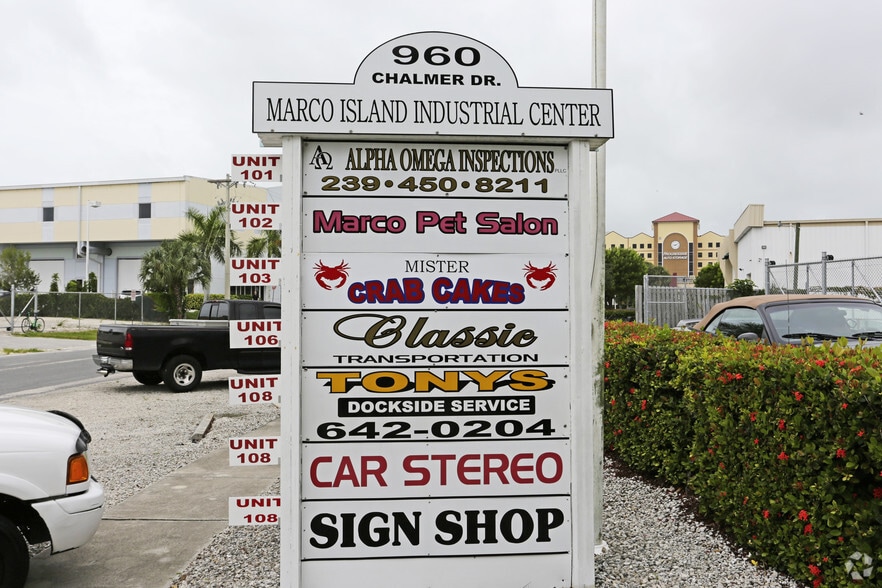 960
CHALMER DR.
MARCO ISLAND INDUSTRIAL CENTER
UNIT
101
AO ALPHA OMEGA INSPECTIONS PLLC
239·450·8211
UNIT
102
MARCO PET SALON
UNIT
103
MISTER
CRAB CAKES
UNIT
106
Classic
TRANSPORTATION
UNIT
108
TONYS
DOCKSIDE SERVICE
642-0204
UNIT
108
CAR STEREO
UNIT
108
SIGN SHOP